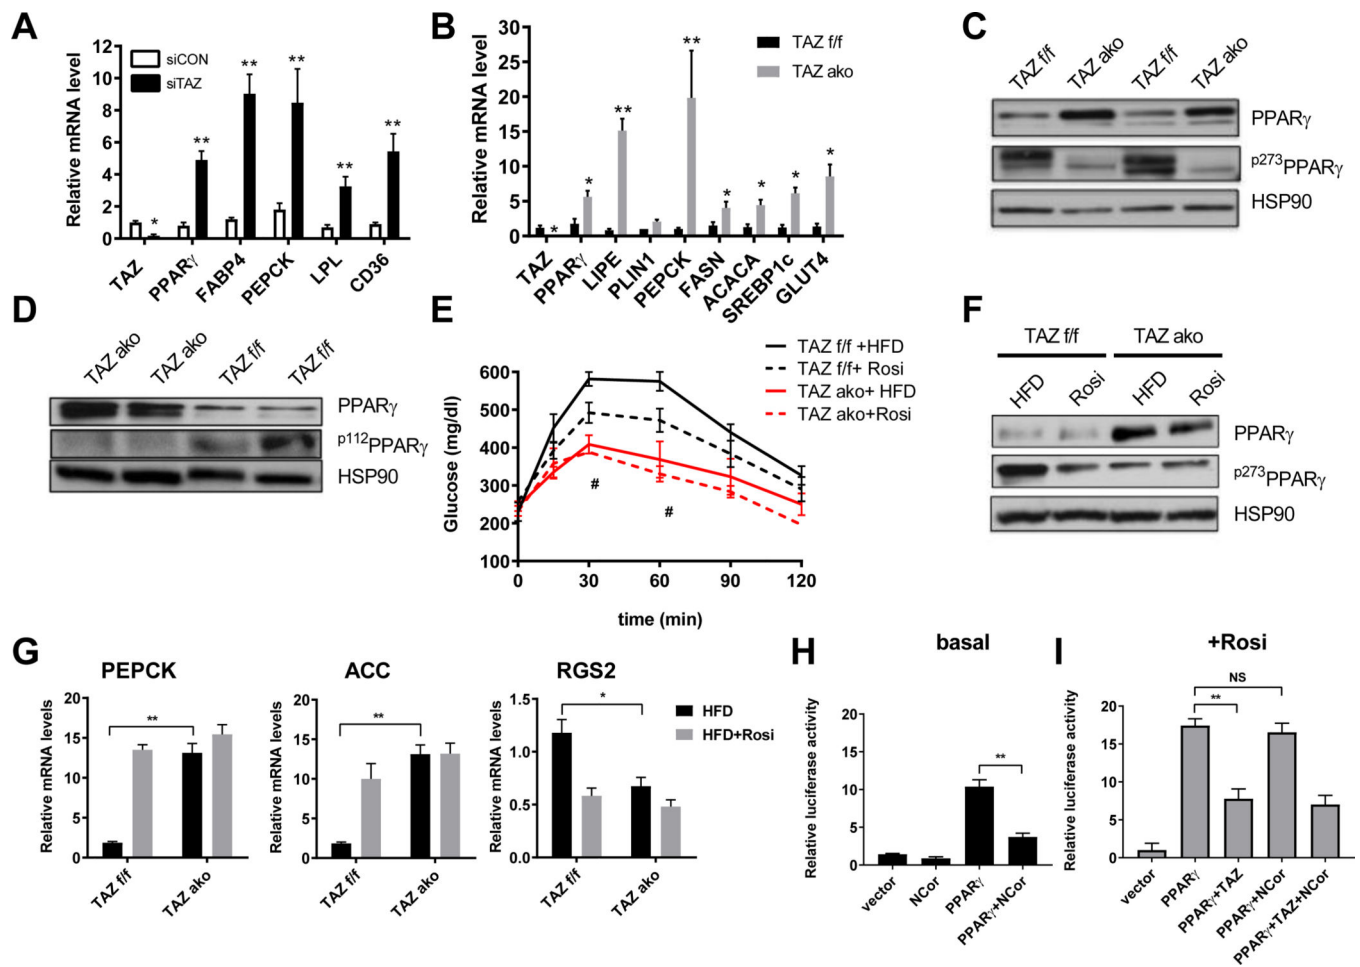 A
Relative mRNA level
12
10
8
6
4
2
0
siCON
siTAZ
**
**
**
**
**
*
TAZ
PPARγ
FABP4
PEPCK
LPL
CD36
B
Relative mRNA level
30
25
20
15
10
5
0
TAZ f/f
TAZ ako
*
*
**
**
*
*
*
*
TAZ
PPARγ
LIPE
PLIN1
PEPCK
FASN
ACACA
SREBP1c
GLUT4
C
TAZ f/f
TAZ ako
TAZ f/f
TAZ ako
PPARγ
p273PPARγ
HSP90
D
TAZ ako
TAZ ako
TAZ f/f
TAZ f/f
PPARγ
p112PPARγ
HSP90
E
Glucose (mg/dl)
600
500
400
300
200
100
0
30
60
90
120
time (min)
TAZ f/f +HFD
TAZ f/f+ Rosi
TAZ ako+ HFD
TAZ ako+Rosi
#
#
F
TAZ f/f
TAZ ako
HFD
Rosi
HFD
Rosi
PPARγ
p273PPARγ
HSP90
G
PEPCK
Relative mRNA levels
20
15
10
5
0
**
TAZ f/f
TAZ ako
ACC
Relative mRNA levels
20
15
10
5
0
**
TAZ f/f
TAZ ako
RGS2
Relative mRNA levels
1.5
1.0
0.5
0.0
*
HFD
HFD+Rosi
TAZ f/f
TAZ ako
H
basal
Relative luciferase activity
20
15
10
5
0
**
vector
NCor
PPARγ
PPARγ+NCor
I
+Rosi
Relative luciferase activity
20
15
10
5
0
NS
**
vector
PPARγ
PPARγ+TAZ
PPARγ+NCor
PPARγ+TAZ+NCor